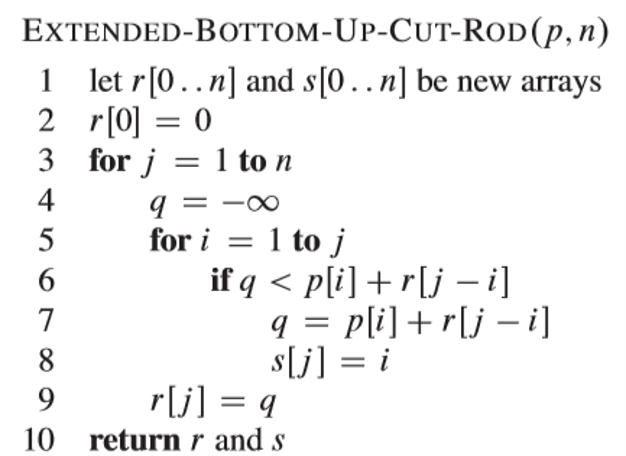 EXTENDED-BOTTOM-UP-CUT-ROD(p, n)
1 let r[0..n] and s[0..n] be new arrays
2 r[0] = 0
3 for j = 1 to n
4 q = −∞
5 for i = 1 to j
6 if q < p[i] + r[j − i]
7 q = p[i] + r[j − i]
8 s[j] = i
9 r[j] = q
10 return r and s